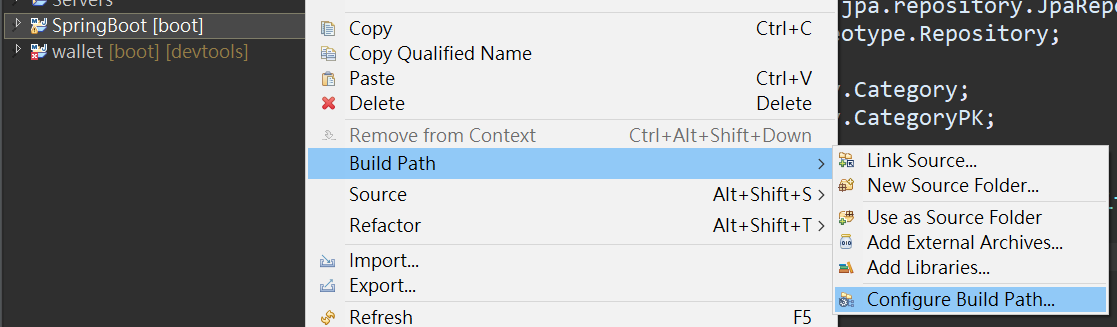 Servers
SpringBoot [boot]
wallet [boot] [devtools]
Copy Ctrl+C
Copy Qualified Name
Paste Ctrl+V
Delete Delete
Remove from Context Ctrl+Alt+Shift+Down
Build Path
Source Alt+Shift+S
Refactor Alt+Shift+T
Import...
Export...
Refresh F5
jpa.repository.JpaRepo
eotype.Repository;
.Category;
.CategoryPK;
Link Source...
New Source Folder...
Use as Source Folder
Add External Archives...
Add Libraries...
Configure Build Path...